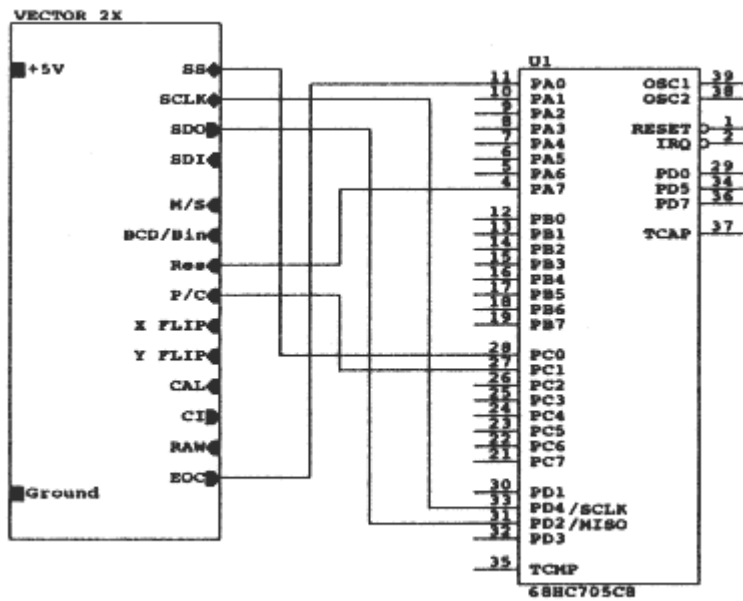 VECTOR 2X
+5V
SS
SCLK
SDO
SDI
M/S
BCD/Bin
Res
P/C
X FLIP
Y FLIP
CAL
CI
RAW
EOC
Ground
U1
11 PA0
10 PA1
9 PA2
8 PA3
7 PA4
6 PA5
5 PA6
4 PA7
12 PB0
13 PB1
14 PB2
15 PB3
16 PB4
17 PB5
18 PB6
19 PB7
28 PC0
27 PC1
26 PC2
25 PC3
24 PC4
23 PC5
22 PC6
21 PC7
30 PD1
33 PD4/SCLK
31 PD2/MISO
32 PD3
35 TCMP
OSC1 39
OSC2 38
RESET 1
IRQ 2
PD0 29
PD5 34
PD7 36
TCAP 37
68HC705C8